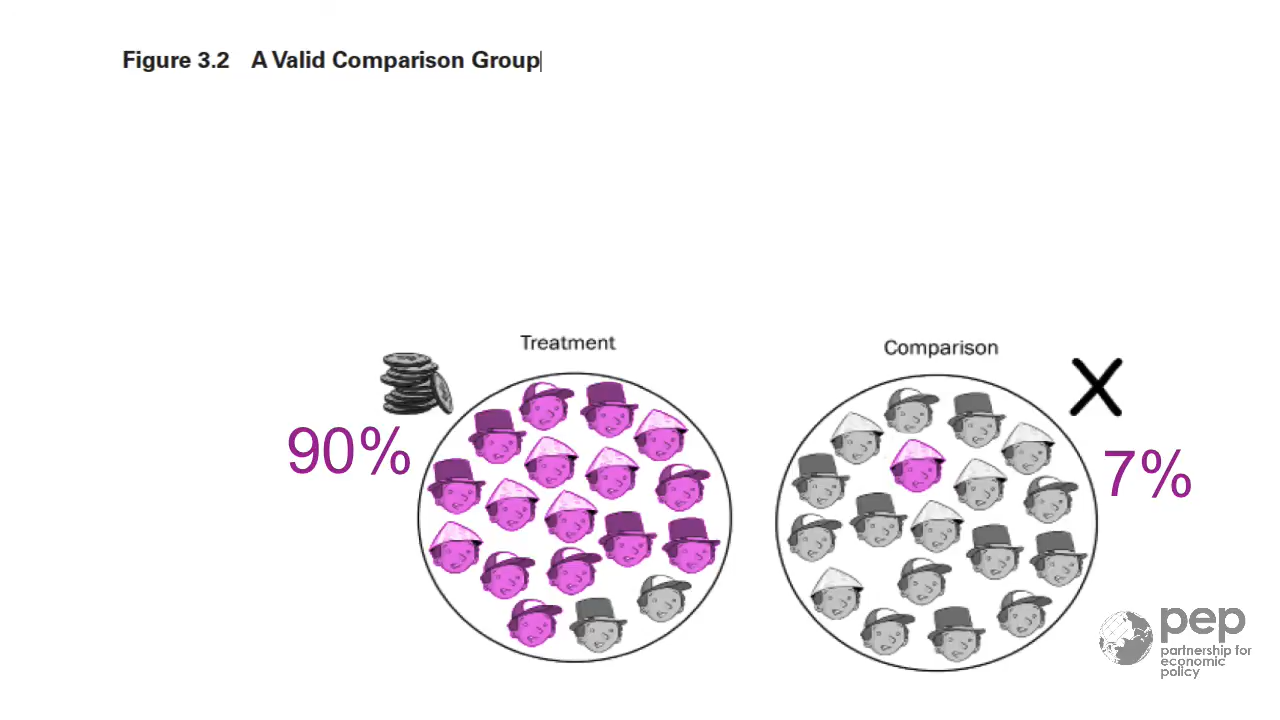 Figure 3.2 A Valid Comparison Group
Treatment
Comparison
90%
7%
pep
partnership for
economic
policy